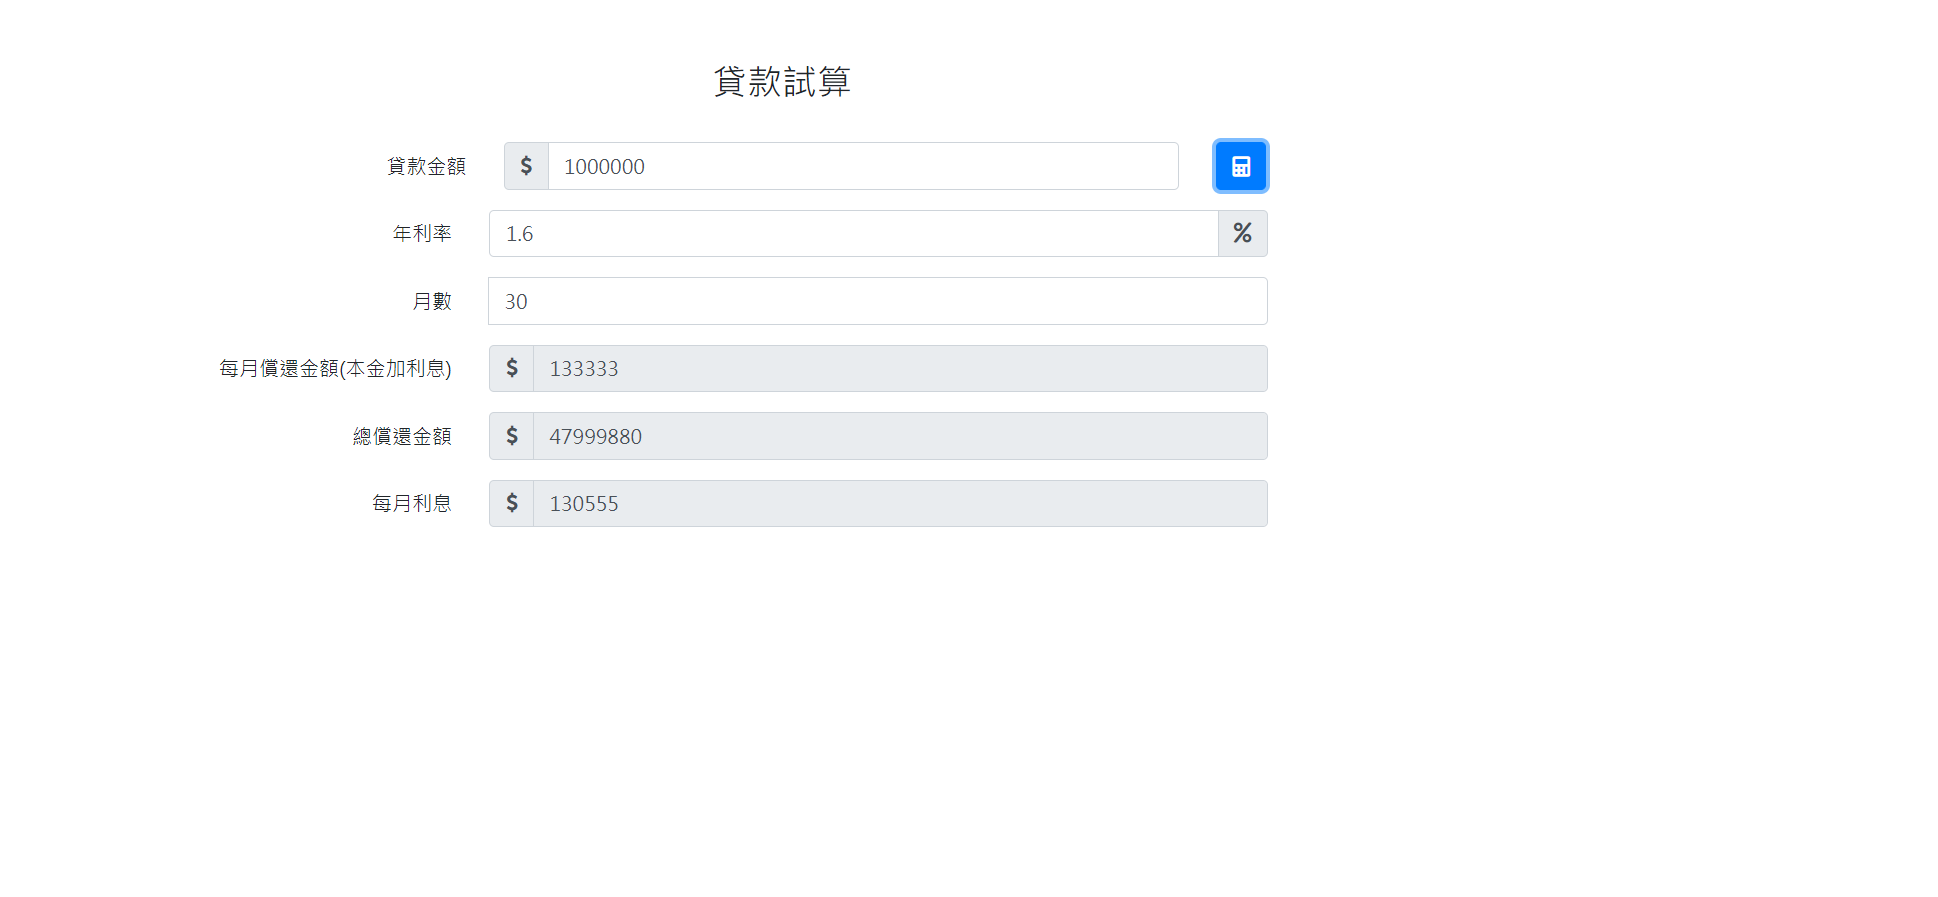 貸款試算
貸款金額 $ 1000000
年利率 1.6 %
月數 30
每月償還金額(本金加利息) $ 133333
總償還金額 $ 47999880
每月利息 $ 130555